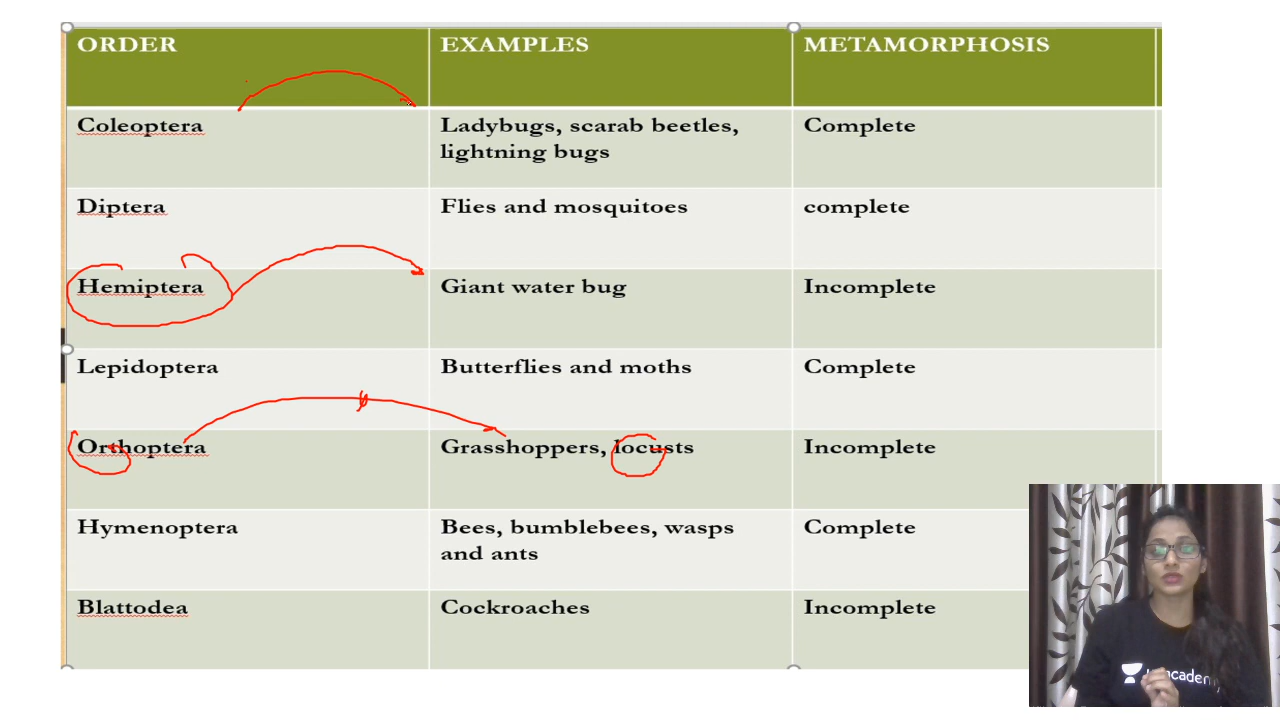 ORDER EXAMPLES METAMORPHOSIS
Coleoptera Ladybugs, scarab beetles, Complete
lightning bugs
Diptera Flies and mosquitoes complete
Hemiptera Giant water bug Incomplete
Lepidoptera Butterflies and moths Complete
Orthoptera Grasshoppers, locusts Incomplete
Hymenoptera Bees, bumblebees, wasps Complete
and ants
Blattodea Cockroaches Incomplete